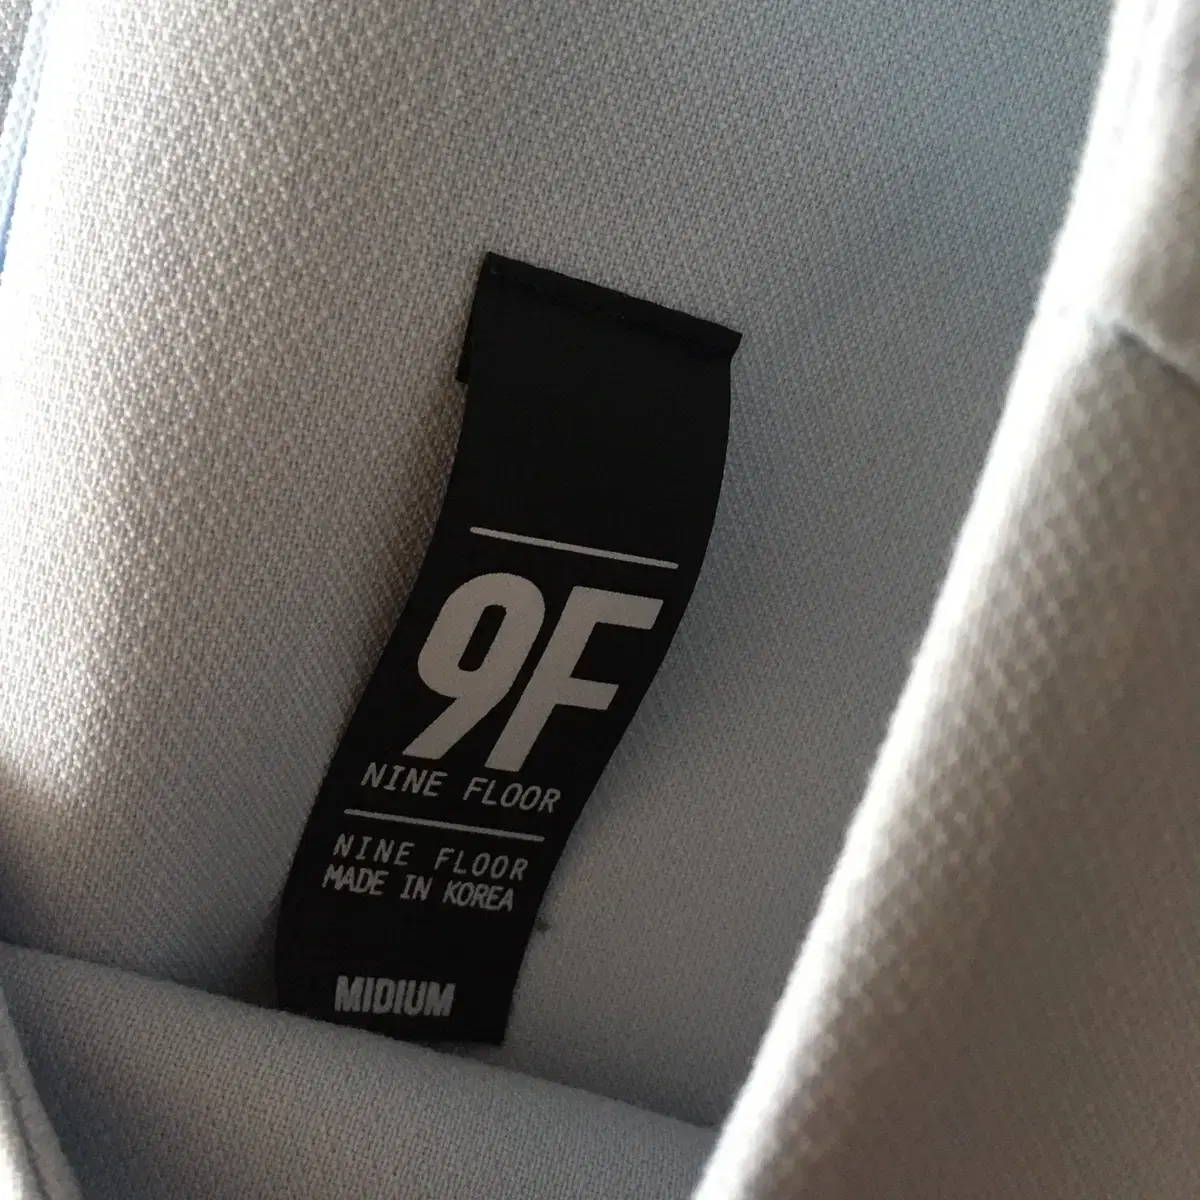 9F
NINE FLOOR
NINE FLOOR
MADE IN KOREA
MIDIUM